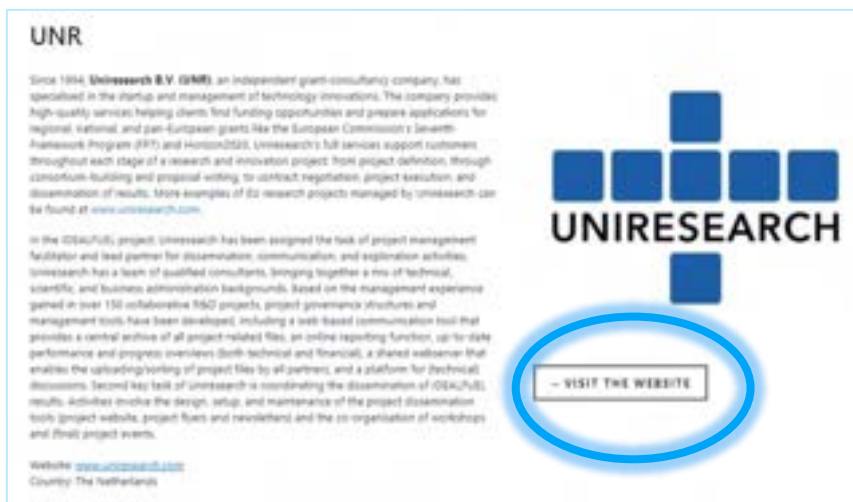 UNR
Since 1994, Uniresearch B.V. (UNR), an independent grant-consultancy company, has
specialised in the startup and management of technology innovations. The company provides
high-quality services helping clients find funding opportunities and prepare applications for
regional, national, and pan-European grants like the European Commission's Seventh
Framework Program (FP7) and Horizon2020. Uniresearch's full services support customers
throughout each stage of a research and innovation project: from project definition, through
consortium-building and proposal writing, to contract negotiation, project execution, and
dissemination of results. More examples of EU research projects managed by Uniresearch can
be found at www.uniresearch.com.
In the IDEALFUEL project, Uniresearch has been assigned the task of project management
facilitator and lead partner for dissemination, communication, and exploration activities.
Uniresearch has a team of qualified consultants, bringing together a mix of technical,
scientific, and business administration backgrounds. Based on the management experience
gained in over 150 collaborative R&D projects, project governance structures and
management tools have been developed, including a web-based communication tool that
provides a central archive of all project related files, an online reporting function, up-to-date
performance and progress overviews (both technical and financial), a shared webserver that
enables the uploading/sorting of project files by all partners, and a platform for (technical)
discussions. Second key task of Uniresearch is coordinating the dissemination of IDEALFUEL
results. Activities involve the design, setup, and maintenance of the project dissemination
tools (project website, project flyers and newsletters) and the co-organisation of workshops
and (final) project events.
Website: www.uniresearch.com
Country: The Netherlands
UNIRESEARCH
– VISIT THE WEBSITE